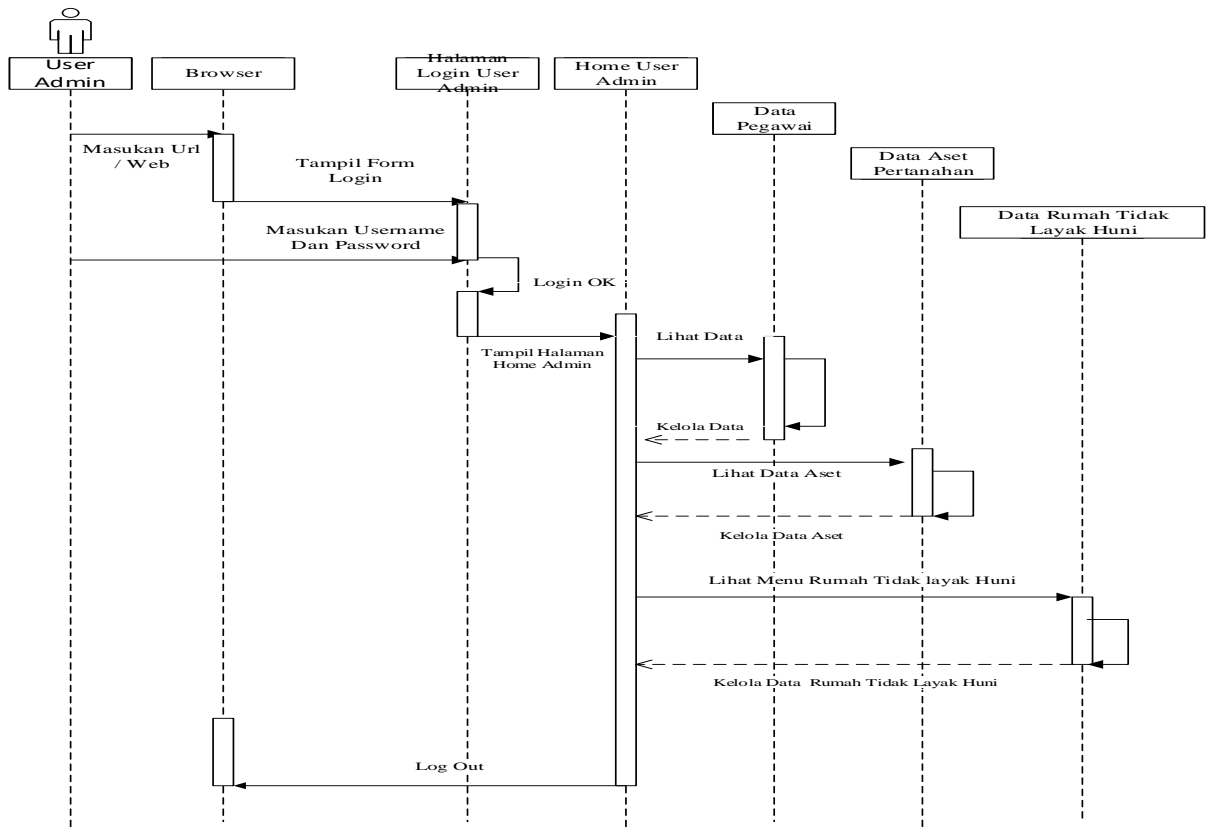 User
Admin
Browser
Halaman
Login User
Admin
Home User
Admin
Data
Pegawai
Data Aset
Pertanahan
Data Rumah Tidak
Layak Huni
Masukan Url
/ Web
Tampil Form
Login
Masukan Username
Dan Password
Login OK
Tampil Halaman
Home Admin
Lihat Data
Kelola Data
Lihat Data Aset
Kelola Data Aset
Lihat Menu Rumah Tidak layak Huni
Kelola Data Rumah Tidak Layak Huni
Log Out